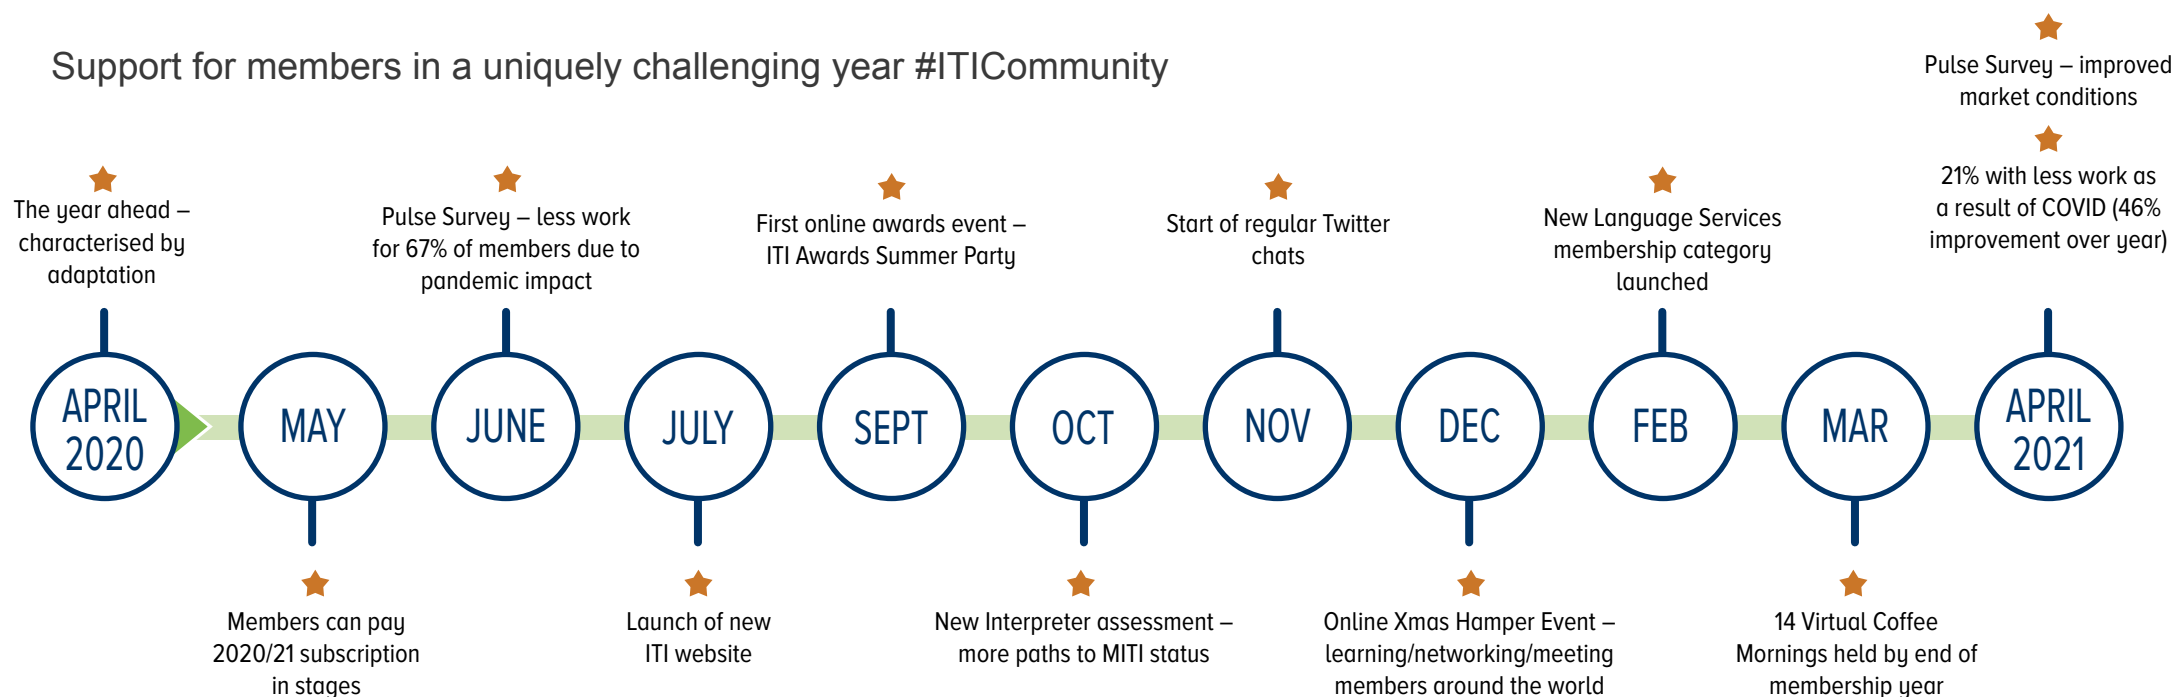 Support for members in a uniquely challenging year #ITICommunity
Pulse Survey – improved
market conditions
21% with less work as
a result of COVID (46%
improvement over year)
The year ahead –
characterised by
adaptation
Pulse Survey – less work
for 67% of members due to
pandemic impact
First online awards event –
ITI Awards Summer Party
Start of regular Twitter
chats
New Language Services
membership category
launched
APRIL
2020
MAY
JUNE
JULY
SEPT
OCT
NOV
DEC
FEB
MAR
APRIL
2021
Members can pay
2020/21 subscription
in stages
Launch of new
ITI website
New Interpreter assessment –
more paths to MITI status
Online Xmas Hamper Event –
learning/networking/meeting
members around the world
14 Virtual Coffee
Mornings held by end of
membership year